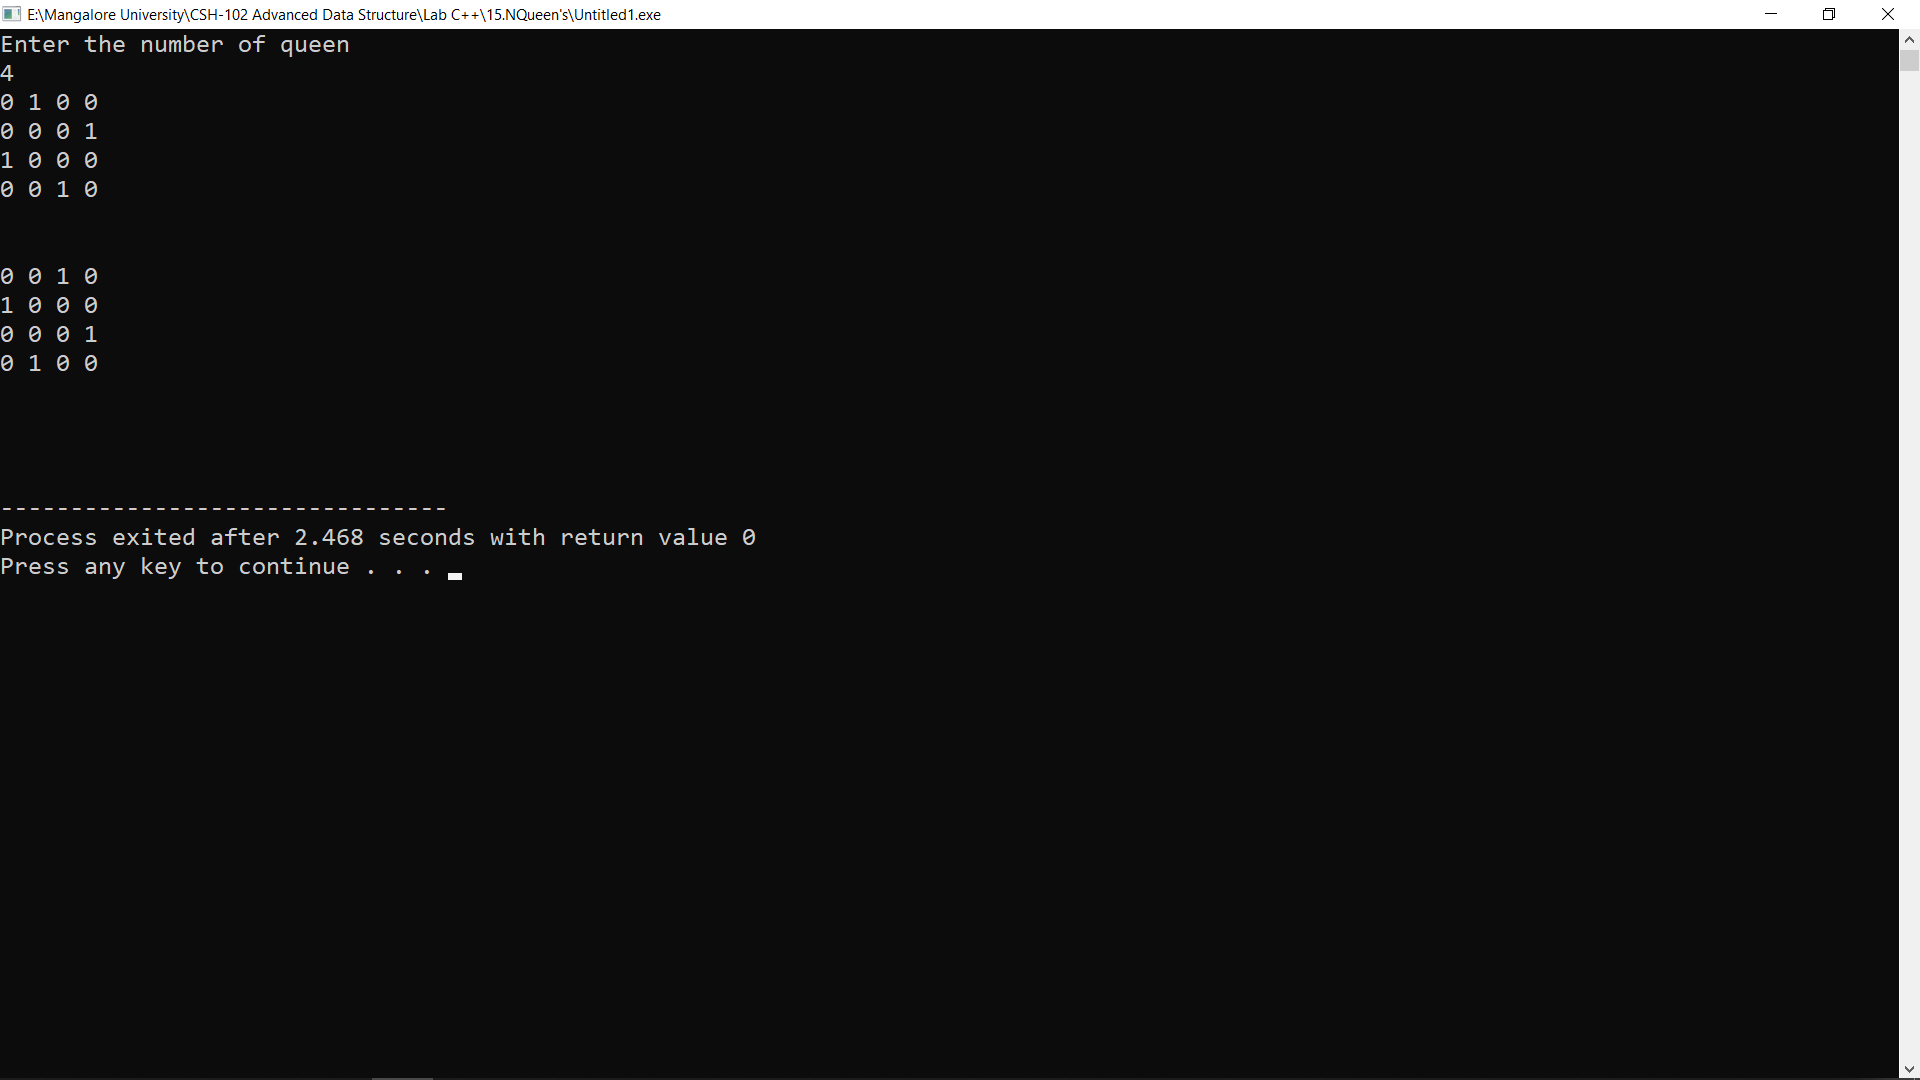 E:\Mangalore University\CSH-102 Advanced Data Structure\Lab C++\15.NQueen's\Untitled1.exe
Enter the number of queen
4
0 1 0 0
0 0 0 1
1 0 0 0
0 0 1 0
0 0 1 0
1 0 0 0
0 0 0 1
0 1 0 0
--------------------------------
Process exited after 2.468 seconds with return value 0
Press any key to continue . . .